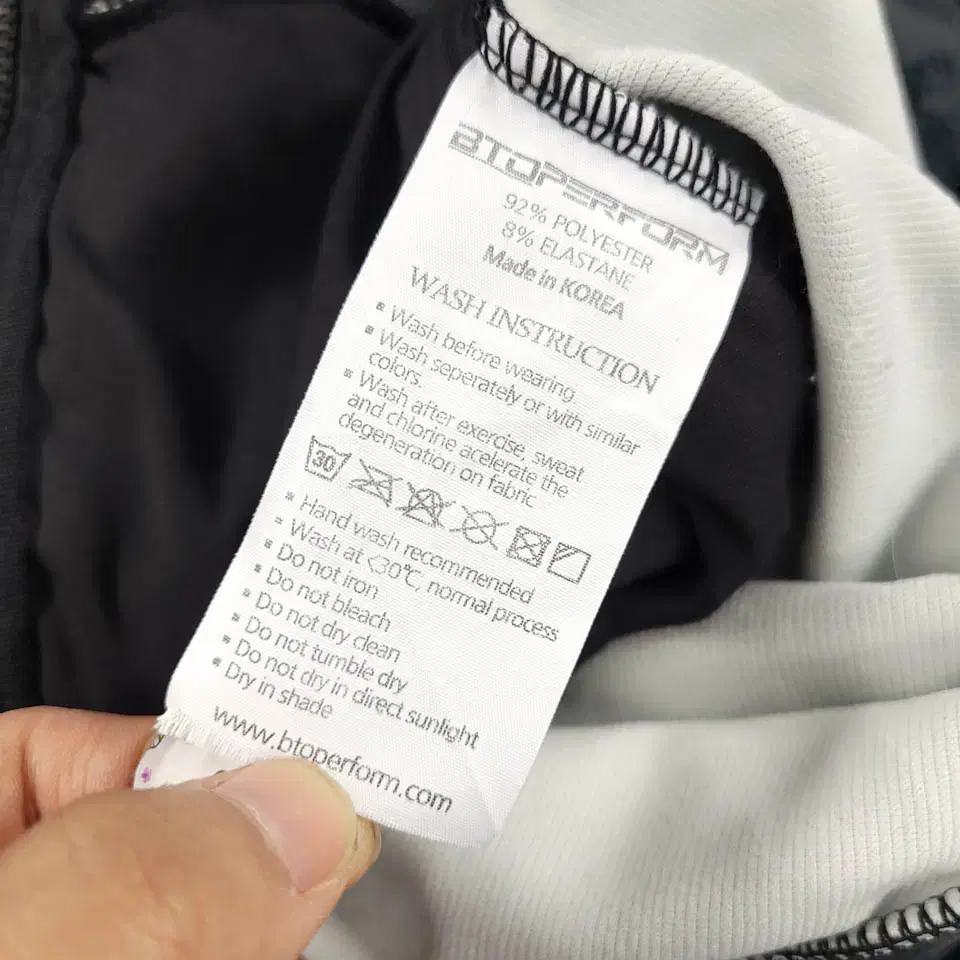 BTOPERFORM
92% POLYESTER
8% ELASTANE
Made in KOREA
WASH INSTRUCTION
▪ Wash before wearing.
▪ Wash seperately or with similar
colors.
▪ Wash after exercise, sweat
and chlorine acelerate the
degeneration on fabric
30
▪ Hand wash recommended
▪ Wash at <30℃, normal process
▪ Do not iron
▪ Do not bleach
▪ Do not dry clean
▪ Do not tumble dry
▪ Do not dry in direct sunlight
▪ Dry in shade
www.btoperform.com